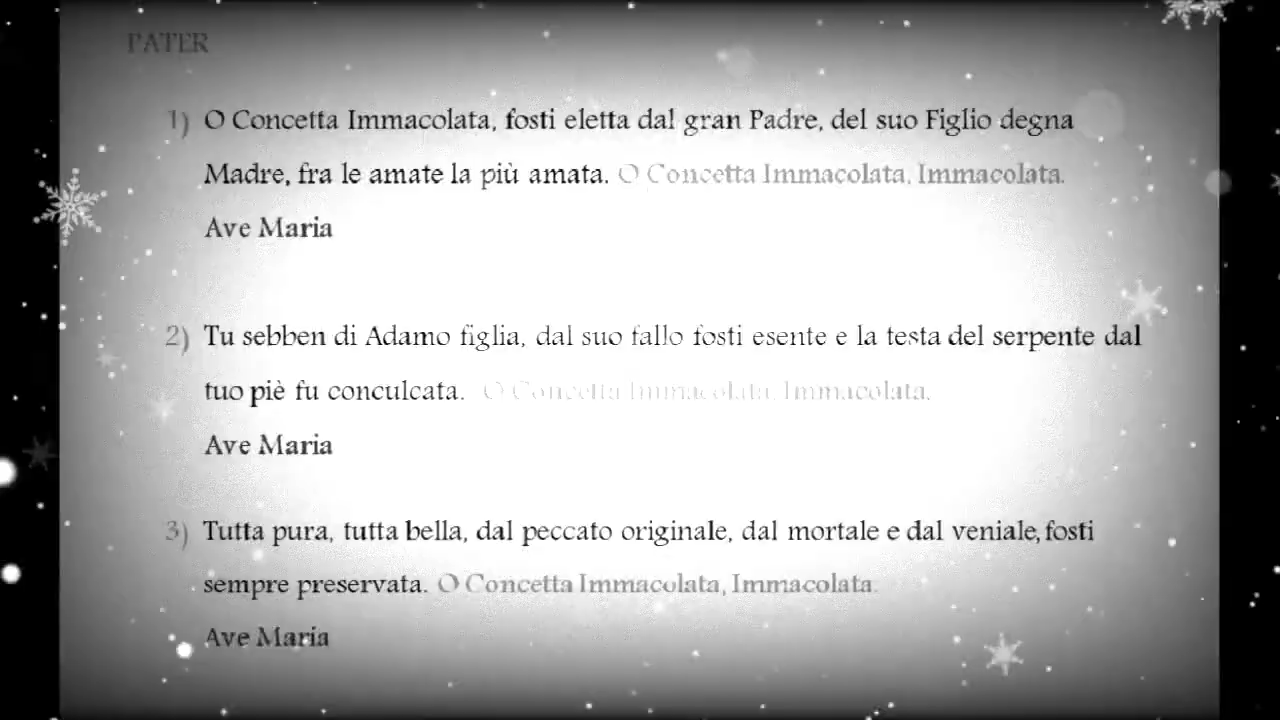 PATER
1) O Concetta Immacolata, fosti eletta dal gran Padre, del suo Figlio degna
Madre, fra le amate la più amata. O Concetta Immacolata, Immacolata.
Ave Maria
2) Tu sebben di Adamo figlia, dal suo fallo fosti esente e la testa del serpente dal
tuo piè fu conculcata. O Concetta Immacolata, Immacolata.
Ave Maria
3) Tutta pura, tutta bella, dal peccato originale, dal mortale e dal veniale, fosti
sempre preservata. O Concetta Immacolata, Immacolata.
Ave Maria